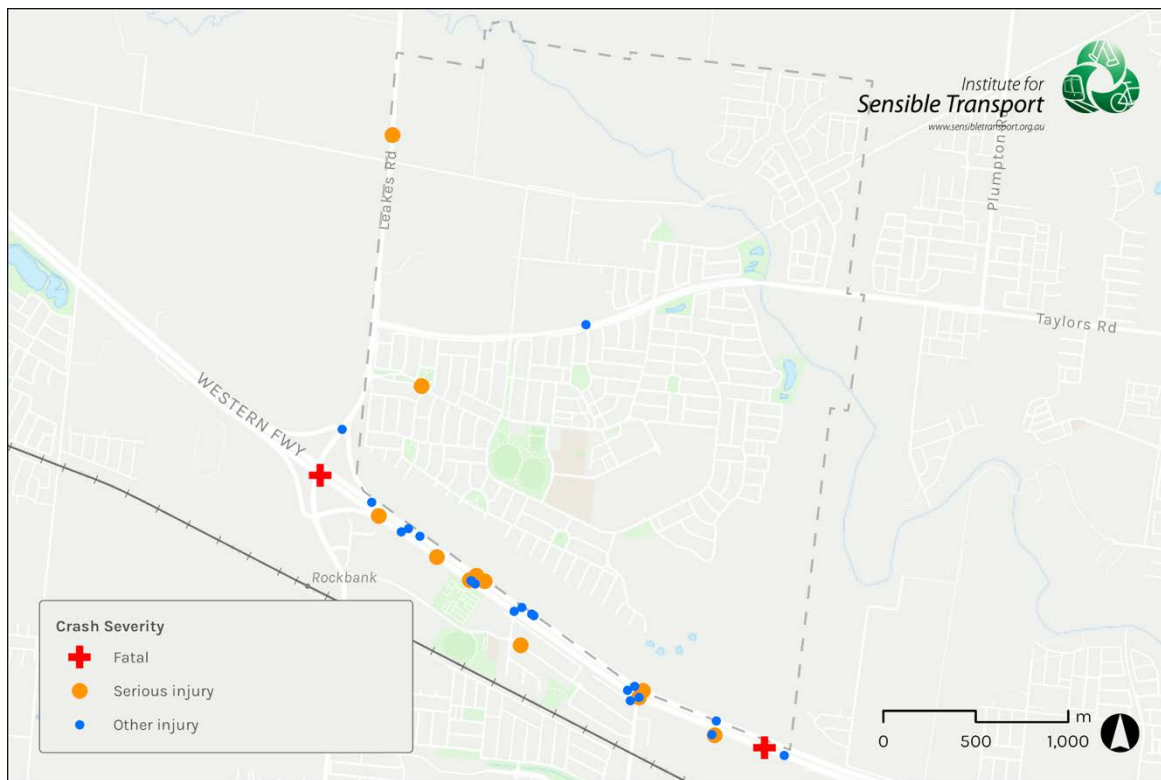 Institute for
Sensible Transport
www.sensibletransport.org.au
Leakes Rd
Plumpton Rd
Taylors Rd
WESTERN FWY
Rockbank
Crash Severity
Fatal
Serious injury
Other injury
m
0 500 1,000